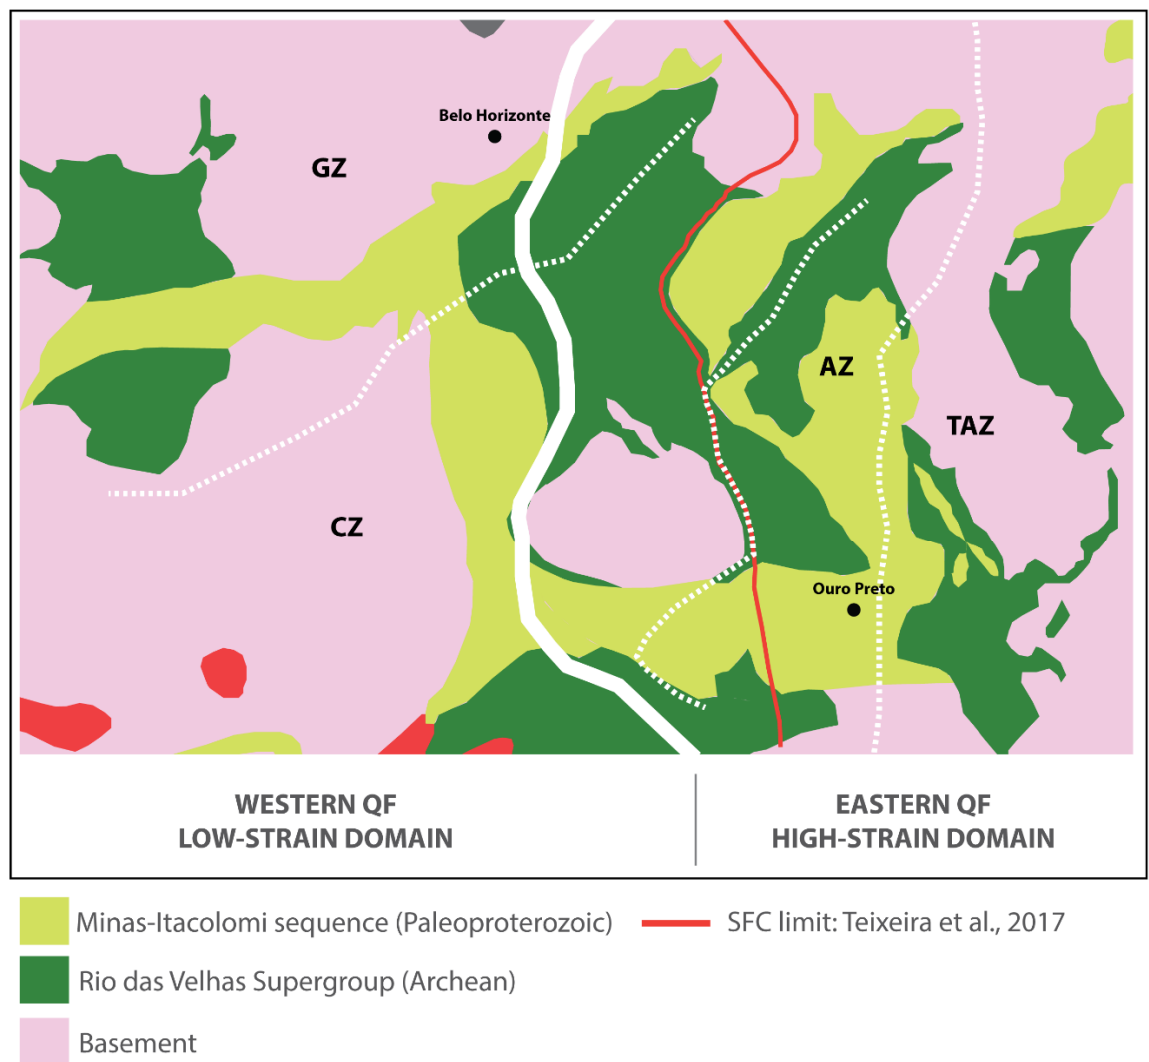 Belo Horizonte
GZ
AZ
TAZ
CZ
Ouro Preto
WESTERN QF
LOW-STRAIN DOMAIN
EASTERN QF
HIGH-STRAIN DOMAIN
Minas-Itacolomi sequence (Paleoproterozoic)
SFC limit: Teixeira et al., 2017
Rio das Velhas Supergroup (Archean)
Basement